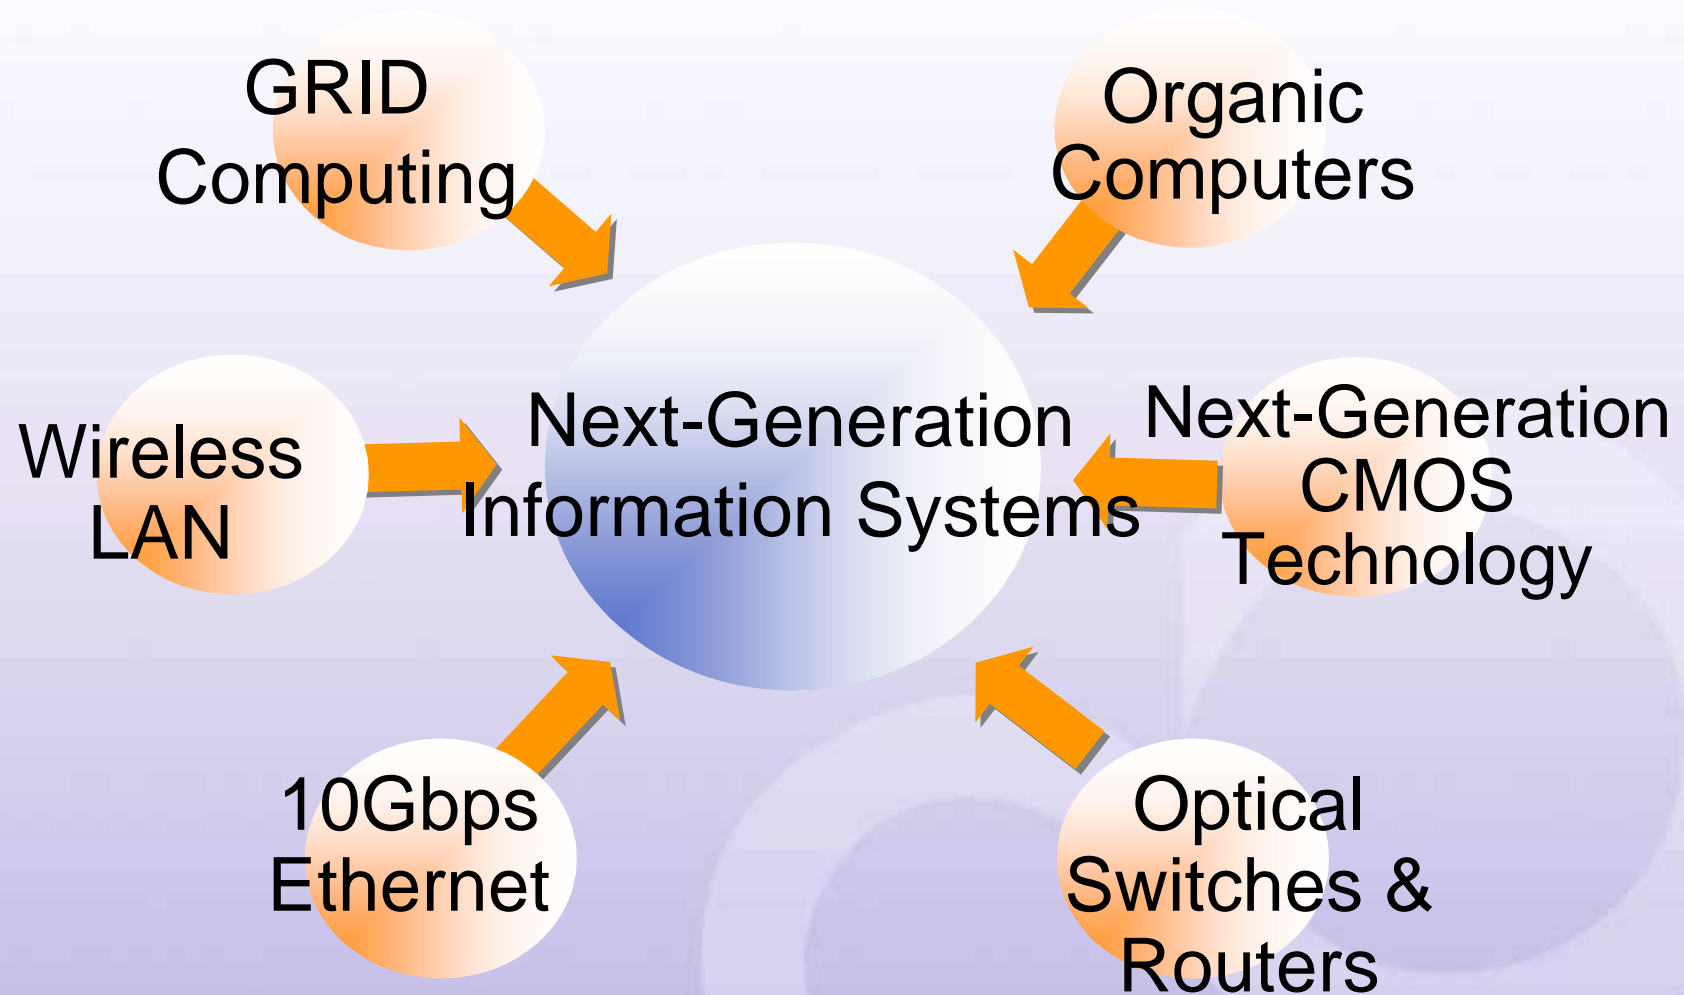 GRID
Computing
Organic
Computers
Wireless
LAN
Next-Generation
Information Systems
Next-Generation
CMOS
Technology
10Gbps
Ethernet
Optical
Switches &
Routers